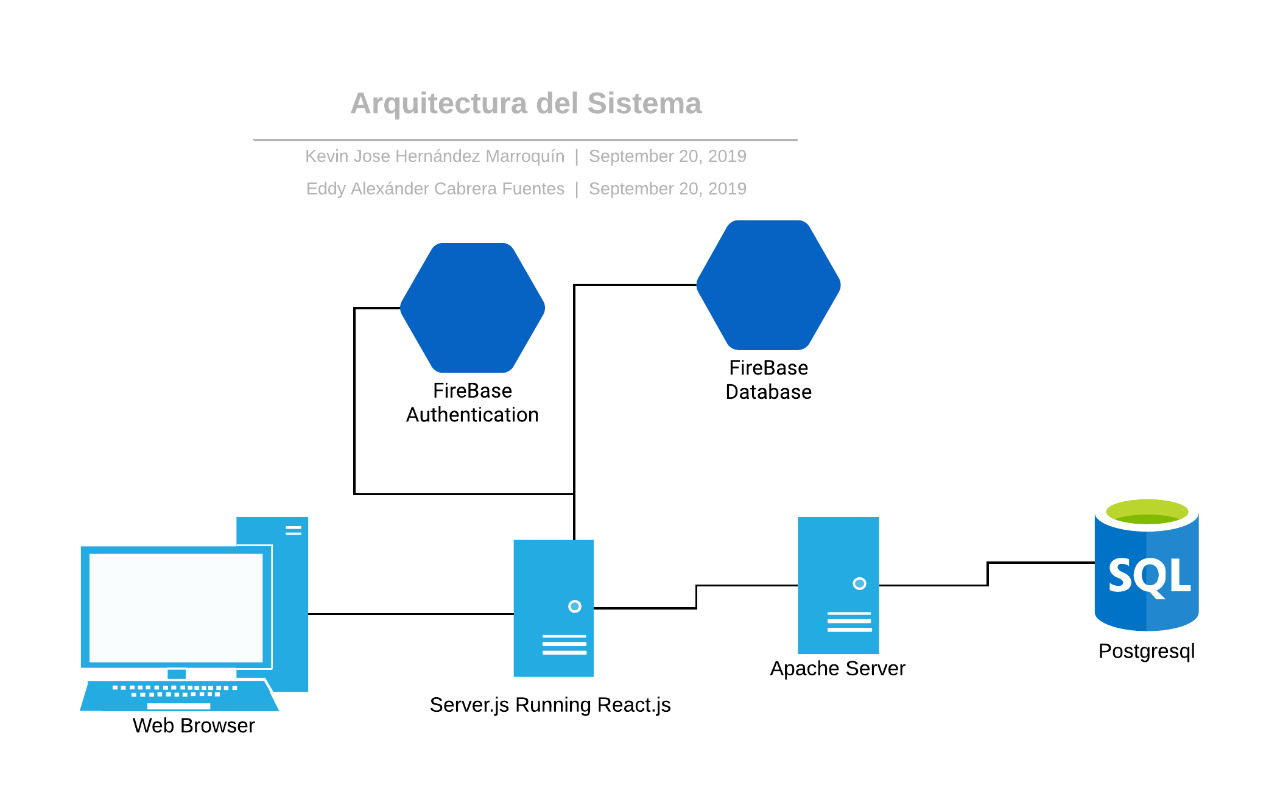 Arquitectura del Sistema
Kevin Jose Hernández Marroquín | September 20, 2019
Eddy Alexánder Cabrera Fuentes | September 20, 2019
FireBase
Authentication
FireBase
Database
SQL
Postgresql
Apache Server
Server.js Running React.js
Web Browser